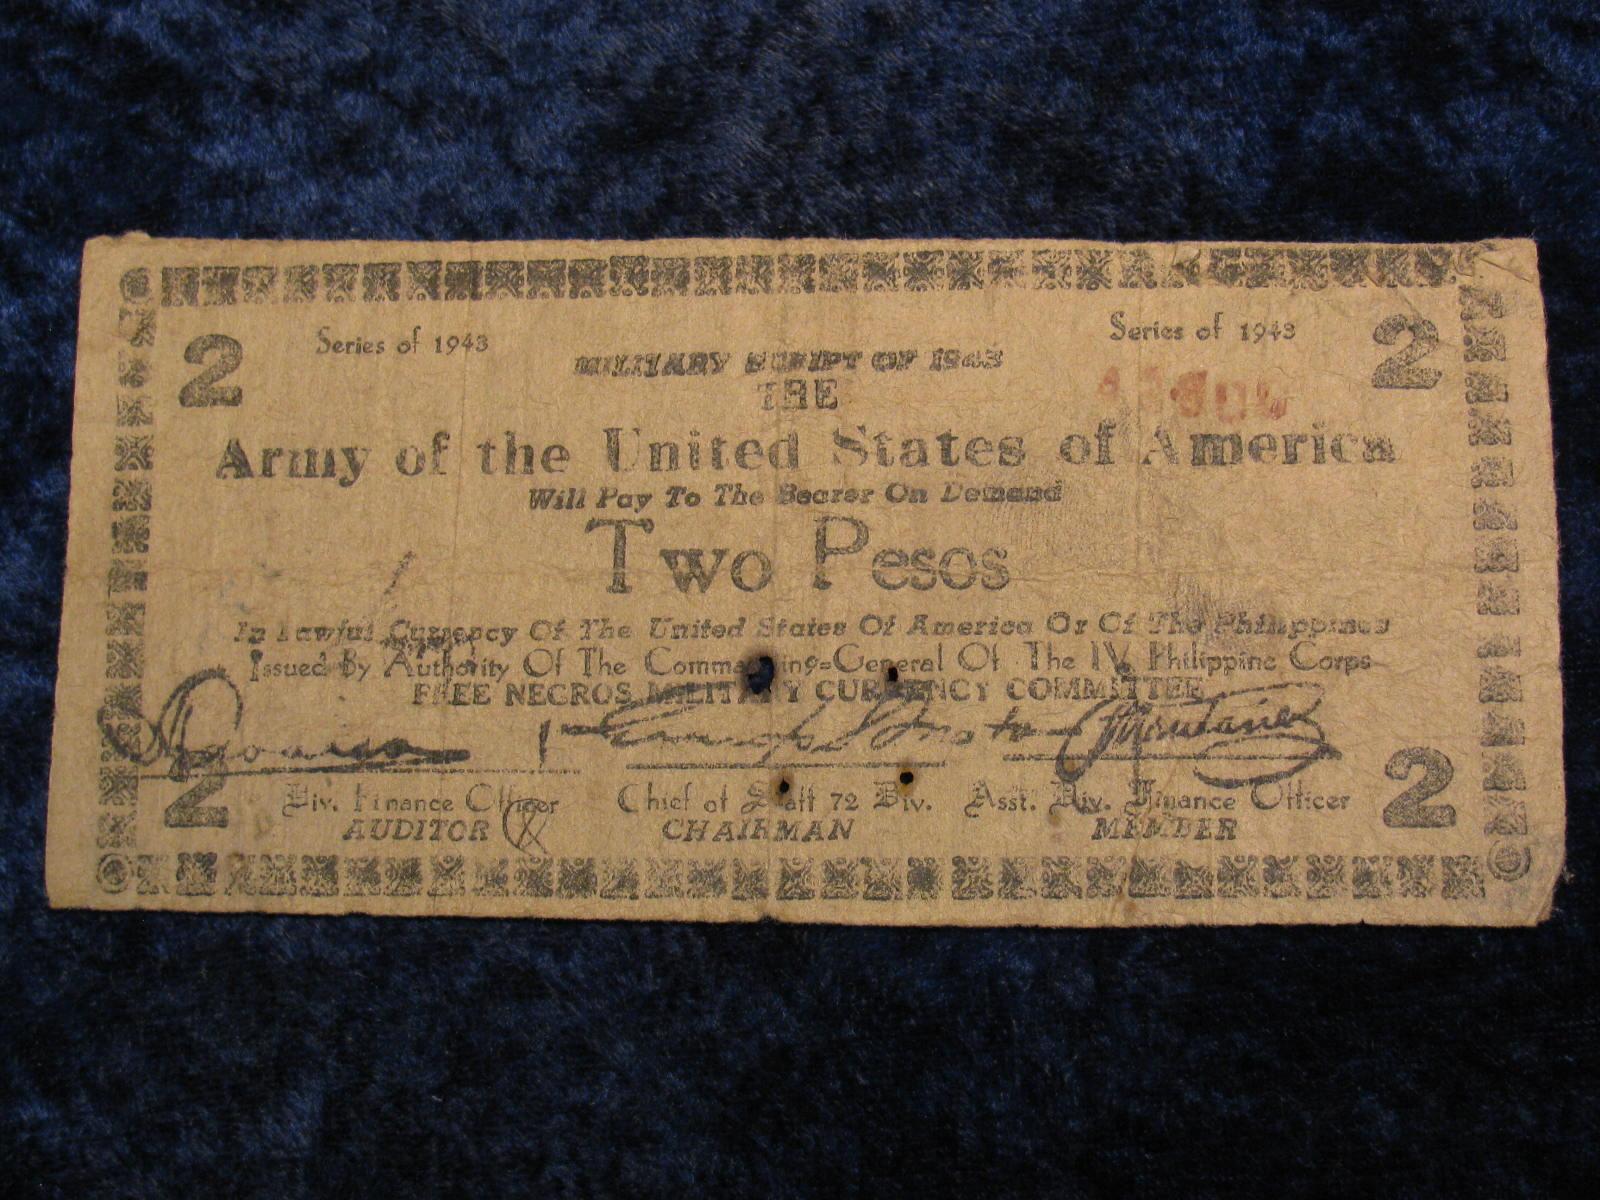 2 Series of 1943 Series of 1943 2
MILITARY SCRIPT OF 1943
THE
Army of the United States of America
Will Pay To The Bearer On Demand
Two Pesos
In Lawful Currency Of The United States Of America Or Of The Philippines
Issued By Authority Of The Commanding=General Of The IV Philippine Corps
FREE NEGROS MILITARY CURRENCY COMMITTEE
2 Div. Finance Officer Chief of Staff 72 Div. Asst. Div. Finance Officer 2
AUDITOR CHAIRMAN MEMBER